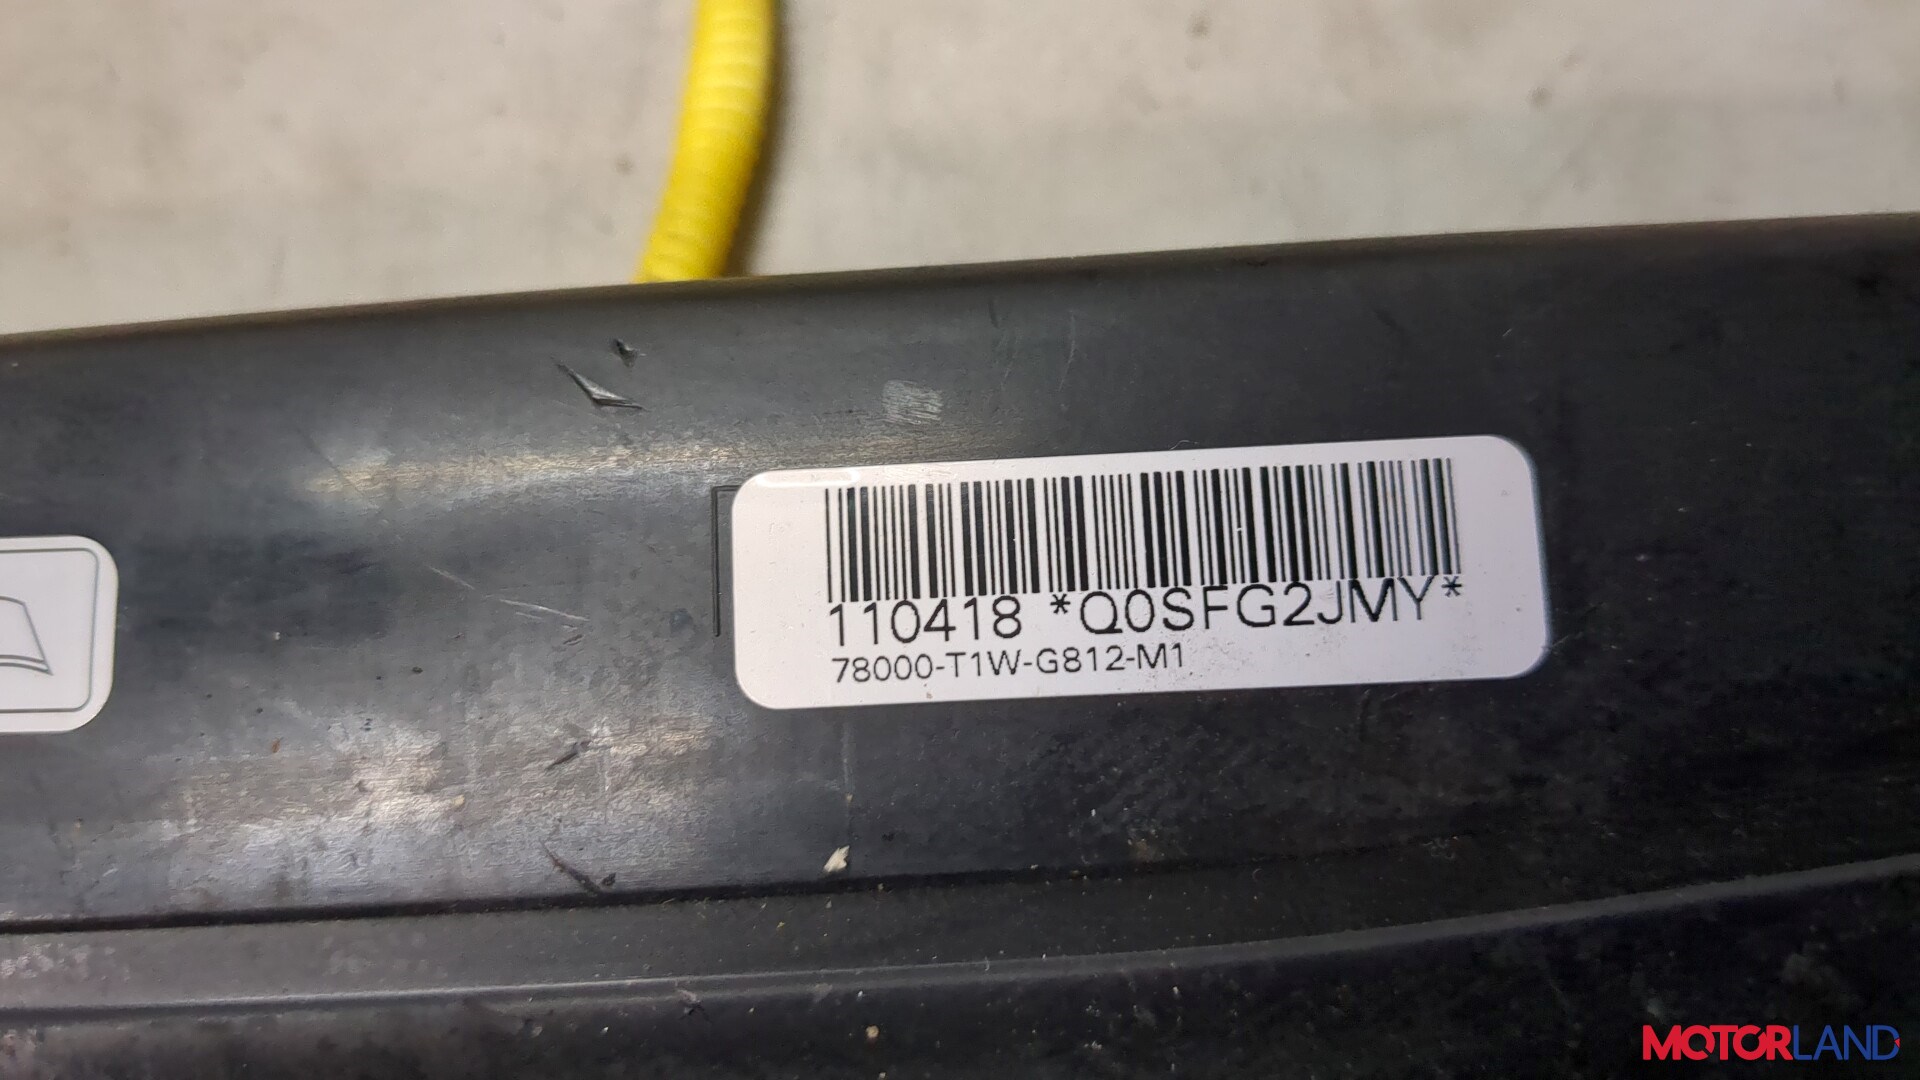 110418 *Q0SFG2JMY*
78000-T1W-G812-M1
MOTORLAND